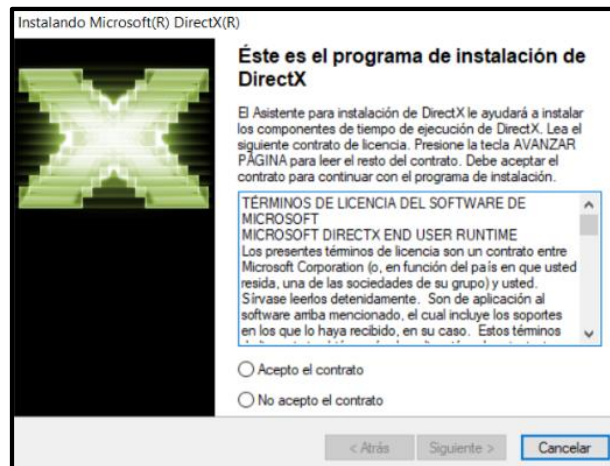 Instalando Microsoft(R) DirectX(R)
Éste es el programa de instalación de
DirectX
El Asistente para instalación de DirectX le ayudará a instalar
los componentes de tiempo de ejecución de DirectX. Lea el
siguiente contrato de licencia. Presione la tecla AVANZAR
PÁGINA para leer el resto del contrato. Debe aceptar el
contrato para continuar con el programa de instalación.
TÉRMINOS DE LICENCIA DEL SOFTWARE DE
MICROSOFT
MICROSOFT DIRECTX END USER RUNTIME
Los presentes términos de licencia son un contrato entre
Microsoft Corporation (o, en función del país en que usted
resida, una de las sociedades de su grupo) y usted.
Sírvase leerlos detenidamente. Son de aplicación al
software arriba mencionado, el cual incluye los soportes
en los que lo haya recibido, en su caso. Estos términos
Acepto el contrato
No acepto el contrato
< Atrás Siguiente > Cancelar